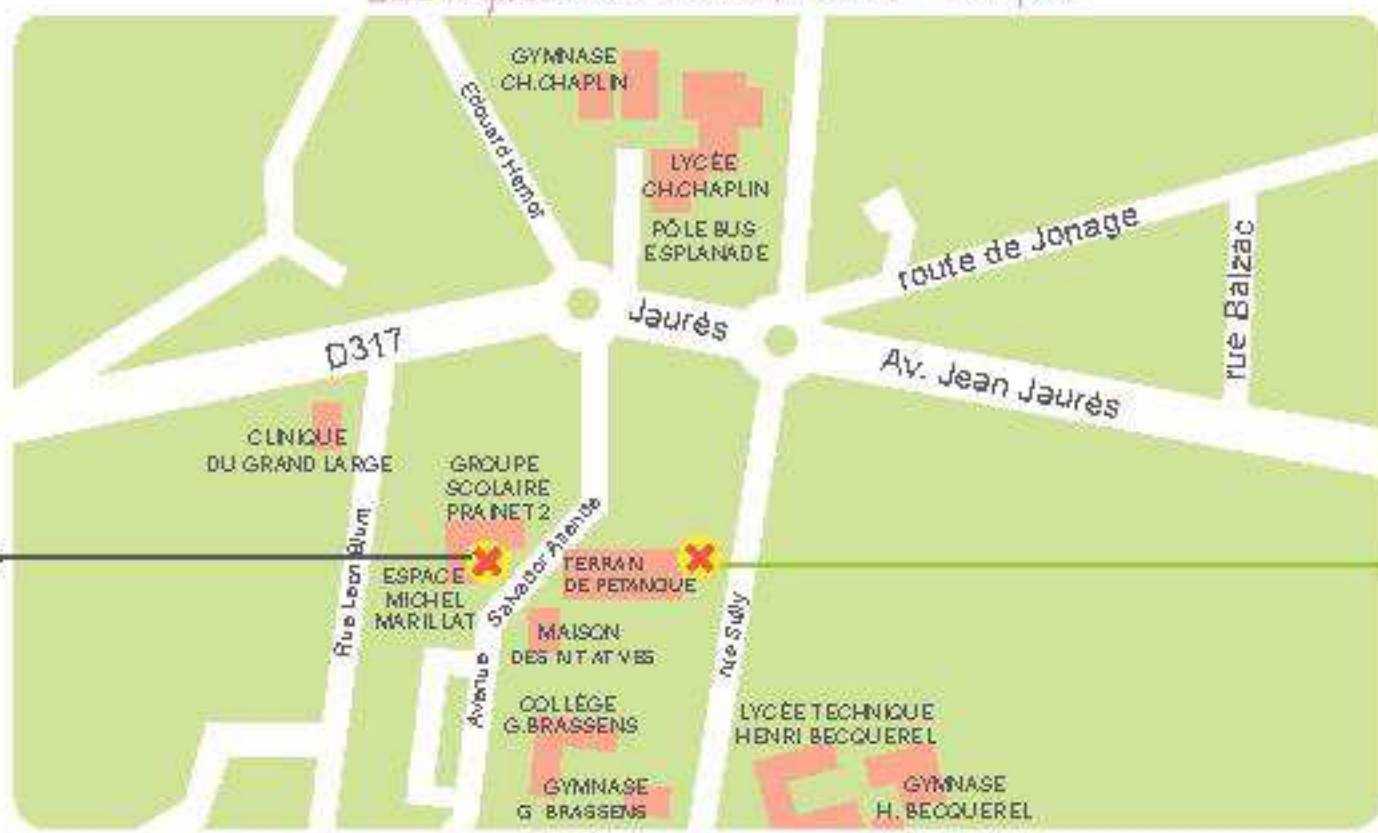 GYMNASE
CH.CHAPLIN
Edouard Herriot
LYCÉE
CH.CHAPLIN
PÔLE BUS
ESPLANADE
route de Jonage
rue Balzac
D317
Jaurès
Av. Jean Jaurès
CLINIQUE
DU GRAND LARGE
GROUPE
SCOLAIRE
PRAINET 2
Rue Leon Blum
ESPACE
MICHEL
MARILLAT
Avenue Salvador Allende
TERRAN
DE PETANQUE
MAISON
DES INITIATIVES
rue Sully
COLLÈGE
G.BRASSENS
GYMNASE
G BRASSENS
LYCÉE TECHNIQUE
HENRI BECQUEREL
GYMNASE
H. BECQUEREL